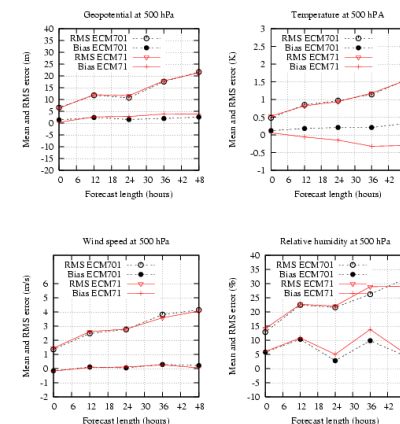 Geopotential at 500 hPa
Mean and RMS error (m)
40
35
30
25
20
15
10
5
0
-5
-10
-15
-20
RMS ECM701
Bias ECM701
RMS ECM71
Bias ECM71
0 6 12 18 24 30 36 42 48
Forecast length (hours)
Temperature at 500 hPA
Mean and RMS error (K)
3
2.5
2
1.5
1
0.5
0
-0.5
-1
RMS ECM701
Bias ECM701
RMS ECM71
Bias ECM71
0 6 12 18 24 30 36 42
Forecast length (hours)
Wind speed at 500 hPa
Mean and RMS error (m/s)
6
5
4
3
2
1
0
-1
-2
RMS ECM701
Bias ECM701
RMS ECM71
Bias ECM71
0 6 12 18 24 30 36 42 48
Forecast length (hours)
Relative humidity at 500 hPa
Mean and RMS error (%)
40
35
30
25
20
15
10
5
0
-5
-10
RMS ECM701
Bias ECM701
RMS ECM71
Bias ECM71
0 6 12 18 24 30 36 42
Forecast length (hours)